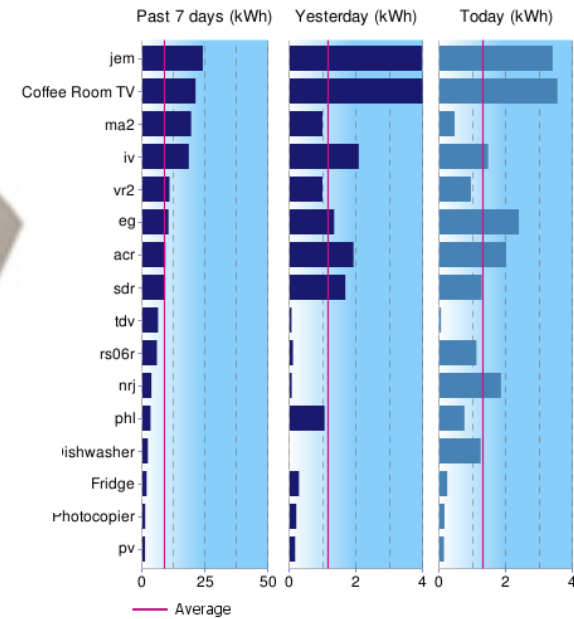 Past 7 days (kWh) Yesterday (kWh) Today (kWh)
jem
Coffee Room TV
ma2
iv
vr2
eg
acr
sdr
tdv
rs06r
nrj
phl
ishwasher
Fridge
Photocopier
pv
0 25 50 0 2 4 0 2 4
Average